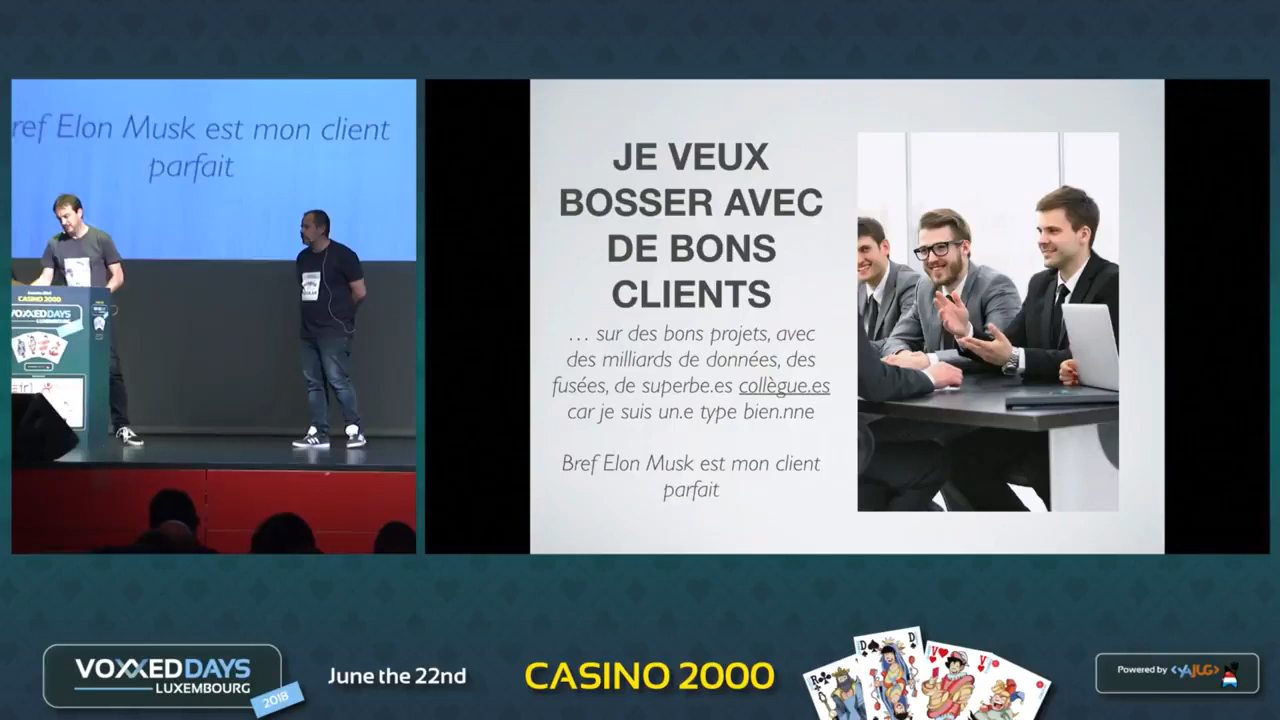 ref Elon Musk est mon client
parfait
CASINO 2000
VOXXEDDAYS
LUXEMBOURG
JE VEUX
BOSSER AVEC
DE BONS
CLIENTS
… sur des bons projets, avec
des milliards de données, des
fusées, de superbe.es collègue.es
car je suis un.e type bien.nne
Bref Elon Musk est mon client
parfait
VOXXEDDAYS
LUXEMBOURG
2018
June the 22nd
CASINO 2000
R
D
D
V
V
Powered by <YAJUG>